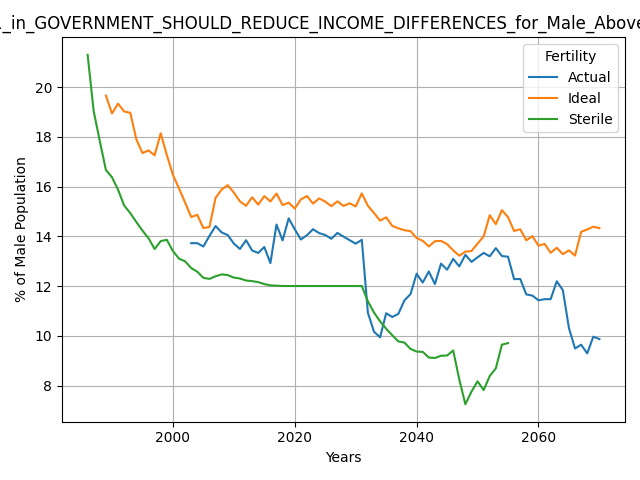 _in_GOVERNMENT_SHOULD_REDUCE_INCOME_DIFFERENCES_for_Male_Above
Fertility
Actual
Ideal
Sterile
% of Male Population
20
18
16
14
12
10
8
2000 2020 2040 2060
Years